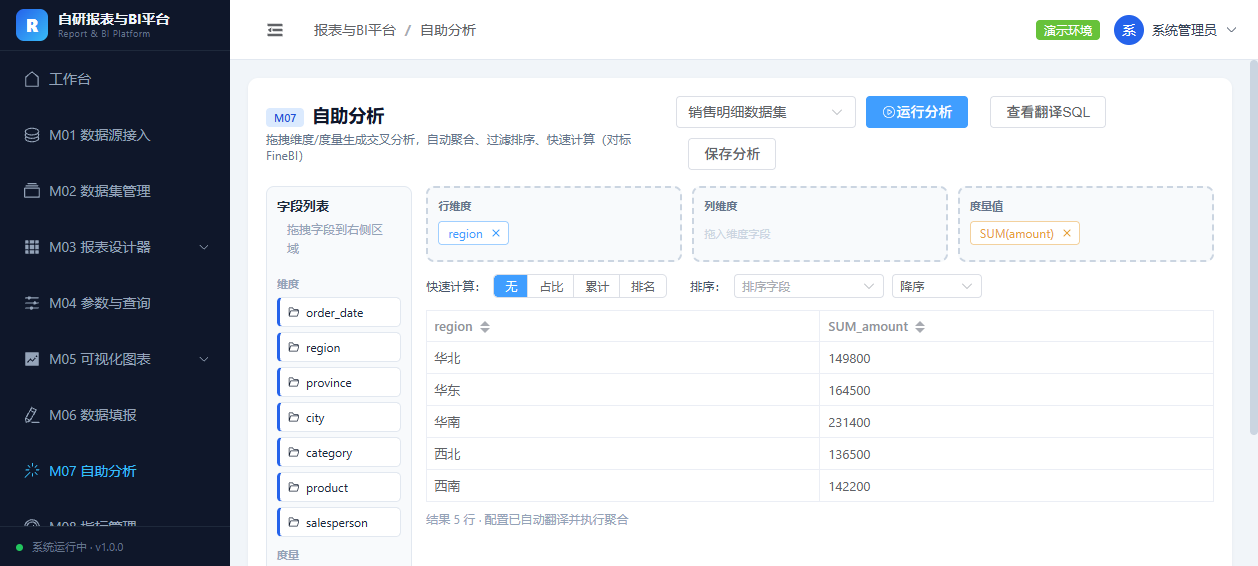 R
自研报表与BI平台
Report & BI Platform
工作台
M01 数据源接入
M02 数据集管理
M03 报表设计器
M04 参数与查询
M05 可视化图表
M06 数据填报
M07 自助分析
M08 指标管理
系统运行中 · v1.0.0
报表与BI平台 / 自助分析
演示环境
系
系统管理员
M07 自助分析
拖拽维度/度量生成交叉分析，自动聚合、过滤排序、快速计算（对标
FineBI）
销售明细数据集
运行分析
查看翻译SQL
保存分析
字段列表
拖拽字段到右侧区
域
维度
order_date
region
province
city
category
product
salesperson
度量
行维度
region ×
列维度
拖入维度字段
度量值
SUM(amount) ×
快速计算: 无 占比 累计 排名 排序: 排序字段 降序
region SUM_amount
华北 149800
华东 164500
华南 231400
西北 136500
西南 142200
结果 5 行 · 配置已自动翻译并执行聚合